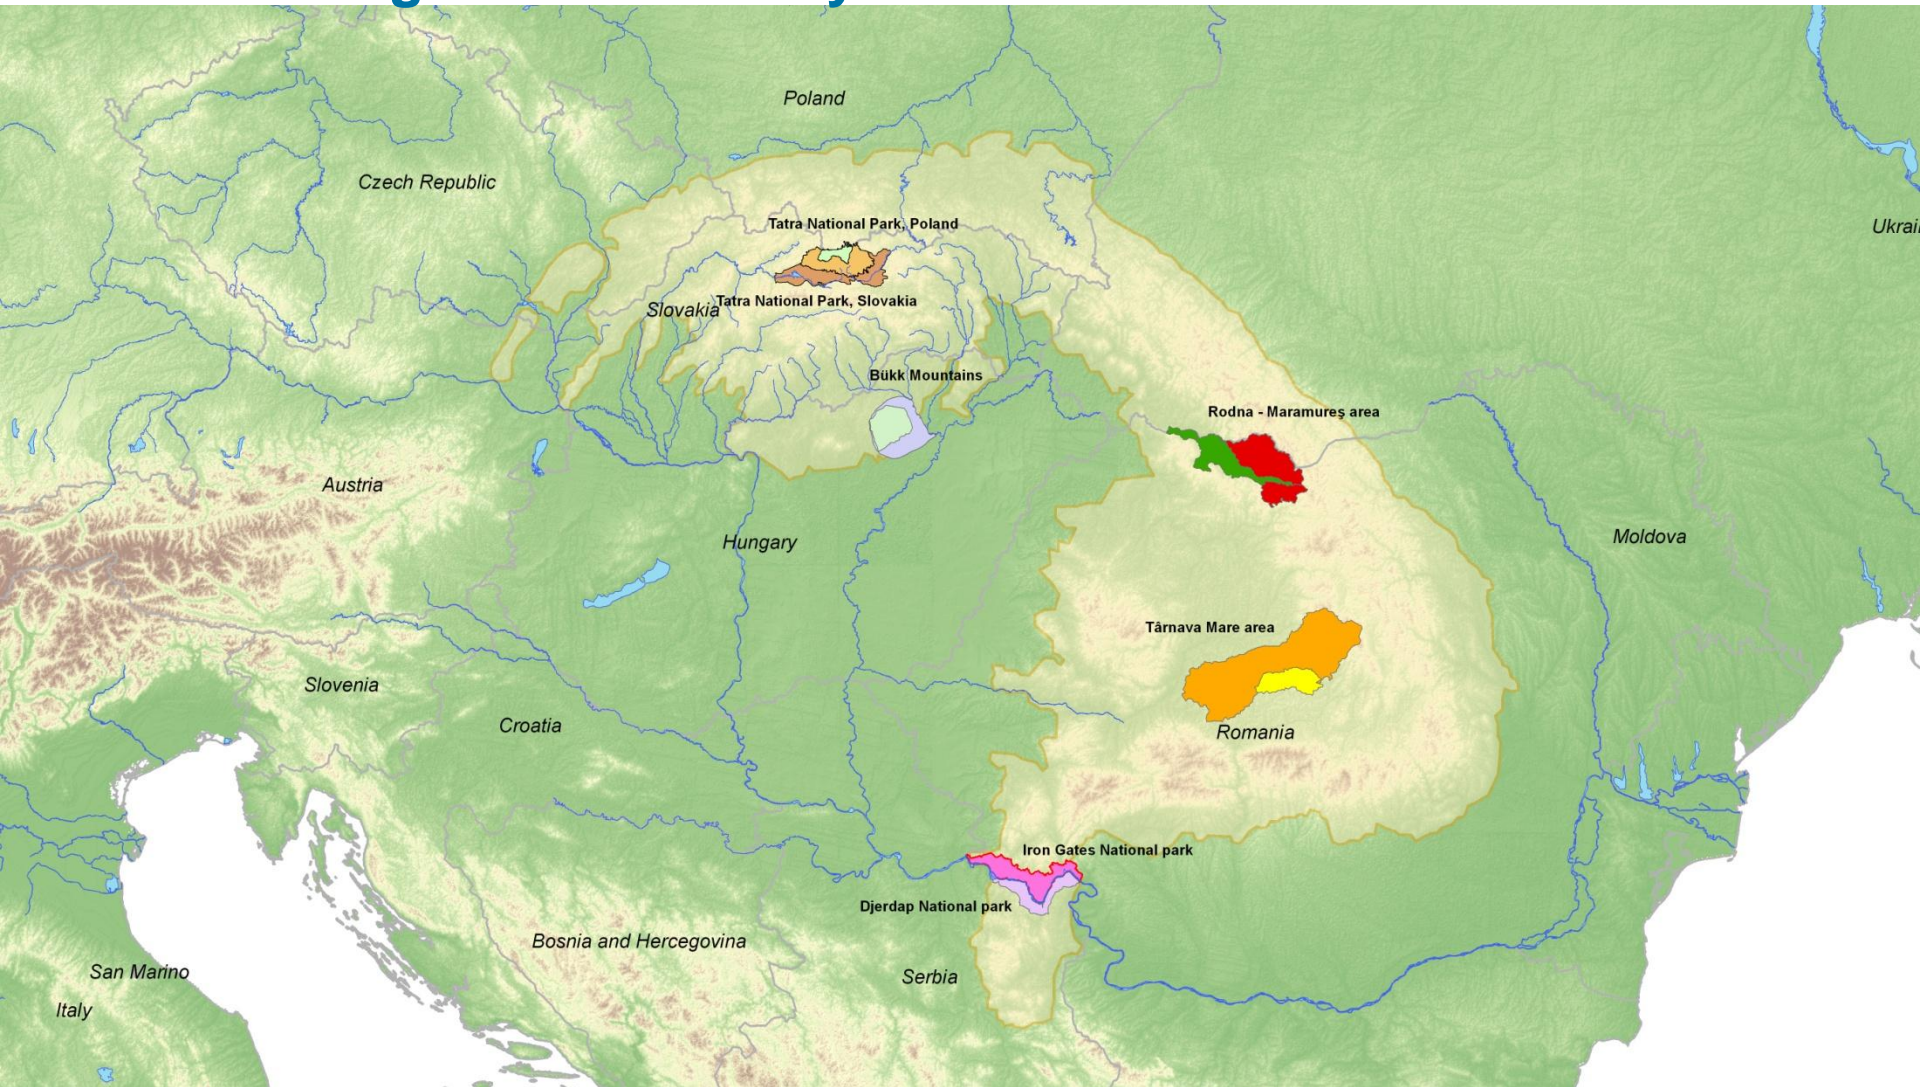 Poland
Czech Republic
Tatra National Park, Poland
Slovakia
Tatra National Park, Slovakia
Bükk Mountains
Rodna - Maramureş area
Austria
Hungary
Moldova
Târnava Mare area
Slovenia
Croatia
Romania
Iron Gates National park
Djerdap National park
Bosnia and Hercegovina
Serbia
San Marino
Italy